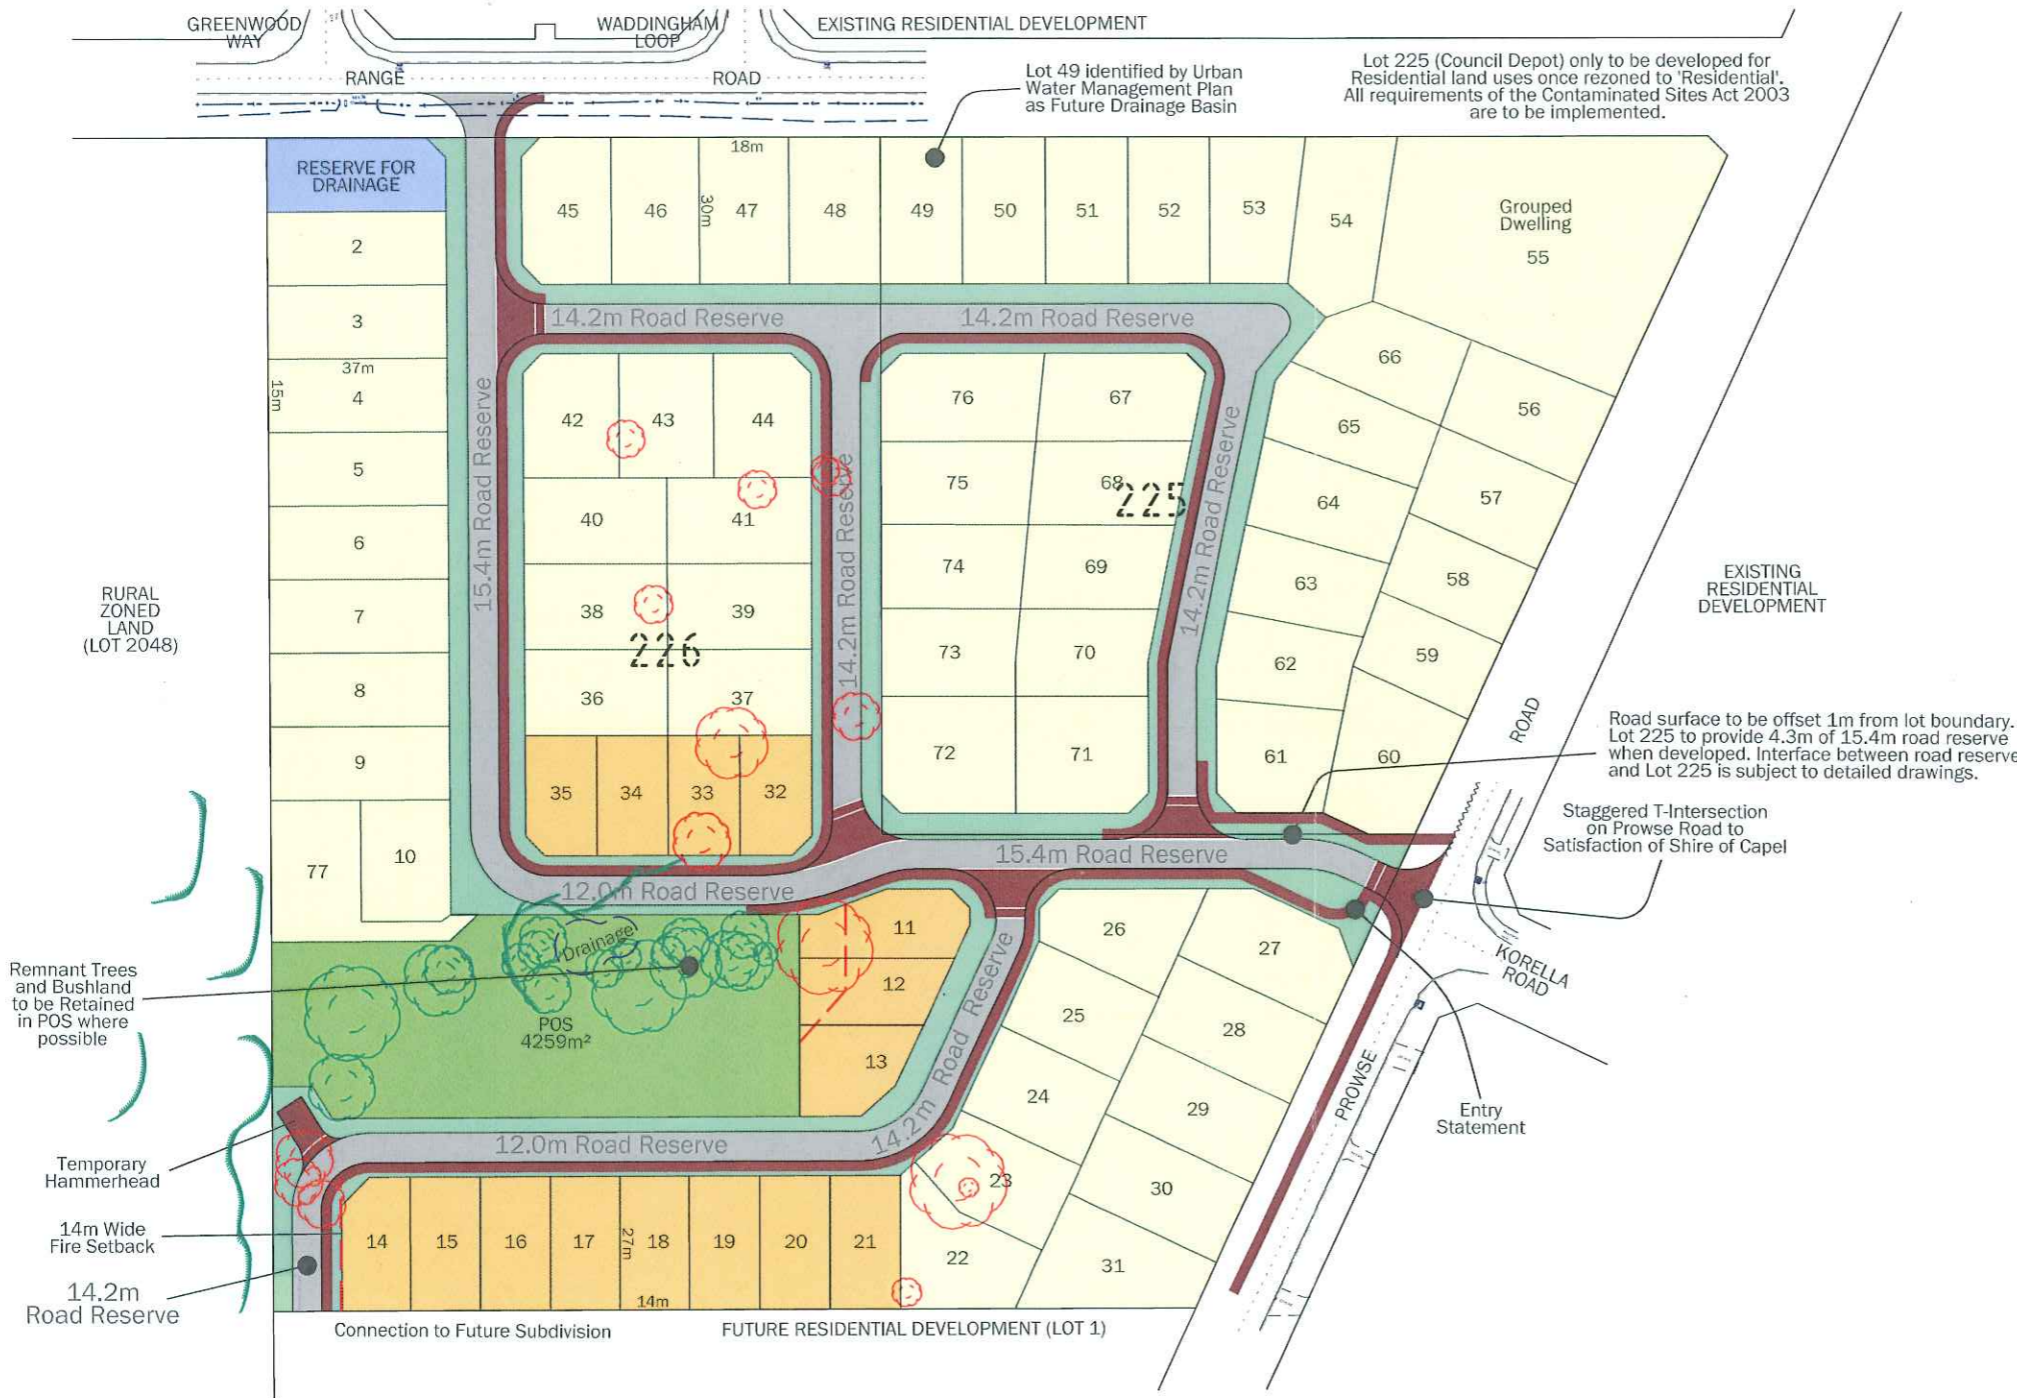 GREENWOOD
WAY
WADDINGHAM
LOOP
EXISTING RESIDENTIAL DEVELOPMENT
RANGE
ROAD
Lot 49 identified by Urban
Water Management Plan
as Future Drainage Basin
Lot 225 (Council Depot) only to be developed for
Residential land uses once rezoned to 'Residential'.
All requirements of the Contaminated Sites Act 2003
are to be implemented.
RESERVE FOR
DRAINAGE
18m
30m
45
46
47
48
49
50
51
52
53
54
Grouped
Dwelling
55
2
3
37m
15m
4
5
6
7
8
9
77
10
14.2m Road Reserve
14.2m Road Reserve
15.4m Road Reserve
14.2m Road Reserve
14.2m Road Reserve
42
43
44
40
41
38
39
226
36
37
35
34
33
32
76
67
75
68
225
74
69
73
70
72
71
66
65
56
64
57
63
58
62
59
61
60
RURAL
ZONED
LAND
(LOT 2048)
EXISTING
RESIDENTIAL
DEVELOPMENT
ROAD
Road surface to be offset 1m from lot boundary.
Lot 225 to provide 4.3m of 15.4m road reserve
when developed. Interface between road reserve
and Lot 225 is subject to detailed drawings.
Staggered T-Intersection
on Prowse Road to
Satisfaction of Shire of Capel
15.4m Road Reserve
12.0m Road Reserve
Drainage
POS
4259m²
Remnant Trees
and Bushland
to be Retained
in POS where
possible
11
12
13
14.2m Road Reserve
26
27
25
28
24
29
23
30
22
31
KORELLA
ROAD
PROWSE
Entry
Statement
12.0m Road Reserve
Temporary
Hammerhead
14m Wide
Fire Setback
14.2m
Road Reserve
14
15
16
17
27m
18
19
20
21
14m
Connection to Future Subdivision
FUTURE RESIDENTIAL DEVELOPMENT (LOT 1)